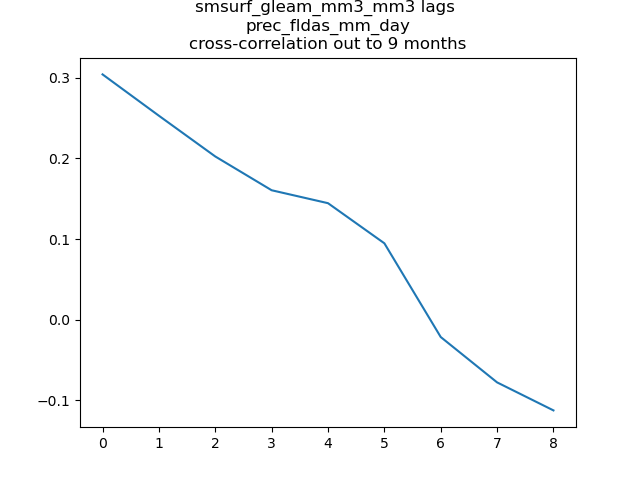 smsurf_gleam_mm3_mm3 lags
prec_fldas_mm_day
cross-correlation out to 9 months
0.3
0.2
0.1
0.0
−0.1
0 1 2 3 4 5 6 7 8